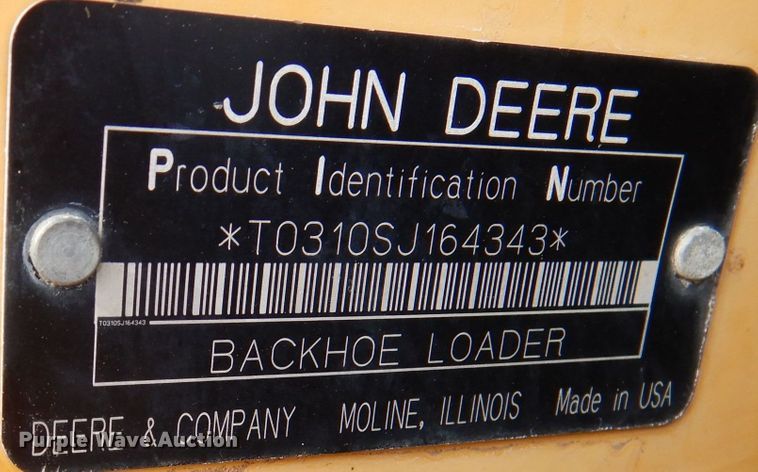 JOHN DEERE
Product Identification Number
*T0310SJ164343*
T0310SJ164343
BACKHOE LOADER
DEERE & COMPANY MOLINE, ILLINOIS Made in USA
Purple Wave Auction